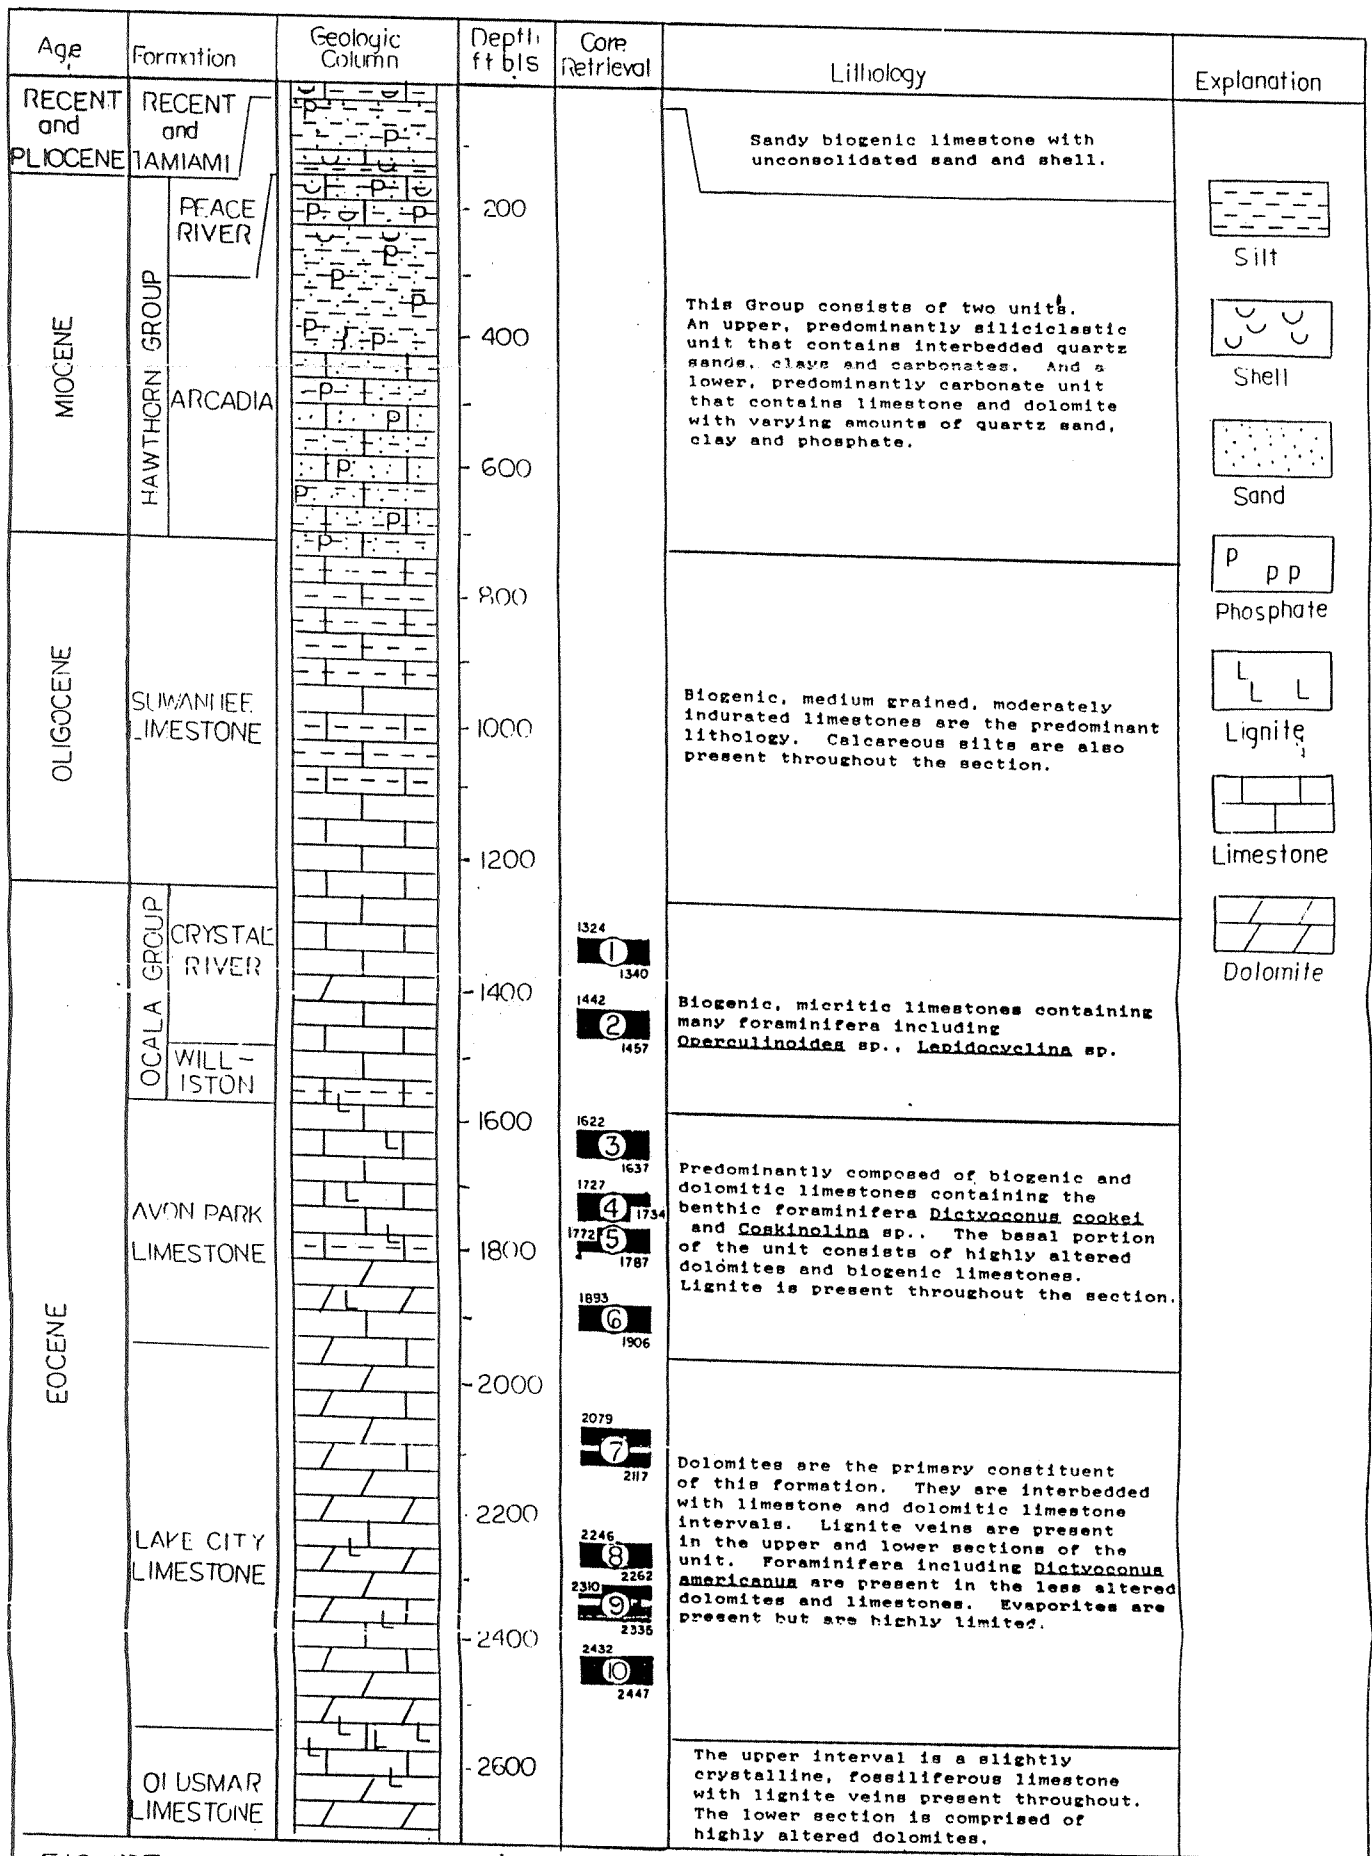 Age
Formation
Geologic
Column
Depth
ft bls
Core
Retrieval
Lithology
Explanation
RECENT
and
PLIOCENE
RECENT
and
TAMIAMI
MIOCENE
HAWTHORN GROUP
PEACE
RIVER
ARCADIA
OLIGOCENE
SUWANNEE
LIMESTONE
EOCENE
OCALA GROUP
CRYSTAL
RIVER
WILL-
ISTON
AVON PARK
LIMESTONE
LAKE CITY
LIMESTONE
OLDSMAR
LIMESTONE
200
400
600
800
1000
1200
1400
1600
1800
2000
2200
2400
2600
1324
1
1340
1442
2
1457
1622
3
1637
1727
4
1734
1772
5
1787
1893
6
1906
2079
7
2117
2246
8
2262
2310
9
2335
2432
10
2447
Sandy biogenic limestone with
unconsolidated sand and shell.
This Group consists of two units.
An upper, predominantly siliciclastic
unit that contains interbedded quartz
sands, clays and carbonates. And a
lower, predominantly carbonate unit
that contains limestone and dolomite
with varying amounts of quartz sand,
clay and phosphate.
Biogenic, medium grained, moderately
indurated limestones are the predominant
lithology. Calcareous silts are also
present throughout the section.
Biogenic, micritic limestones containing
many foraminifera including
Operculinoides sp., Lepidocyclina sp.
Predominantly composed of biogenic and
dolomitic limestones containing the
benthic foraminifera Dictyoconus cookei
and Coskinolina sp.. The basal portion
of the unit consists of highly altered
dolomites and biogenic limestones.
Lignite is present throughout the section.
Dolomites are the primary constituent
of this formation. They are interbedded
with limestone and dolomitic limestone
intervals. Lignite veins are present
in the upper and lower sections of the
unit. Foraminifera including Dictyoconus
americanus are present in the less altered
dolomites and limestones. Evaporites are
present but are highly limited.
The upper interval is a slightly
crystalline, fossiliferous limestone
with lignite veins present throughout.
The lower section is comprised of
highly altered dolomites.
Silt
Shell
Sand
P P P
Phosphate
L L L
Lignite
Limestone
Dolomite